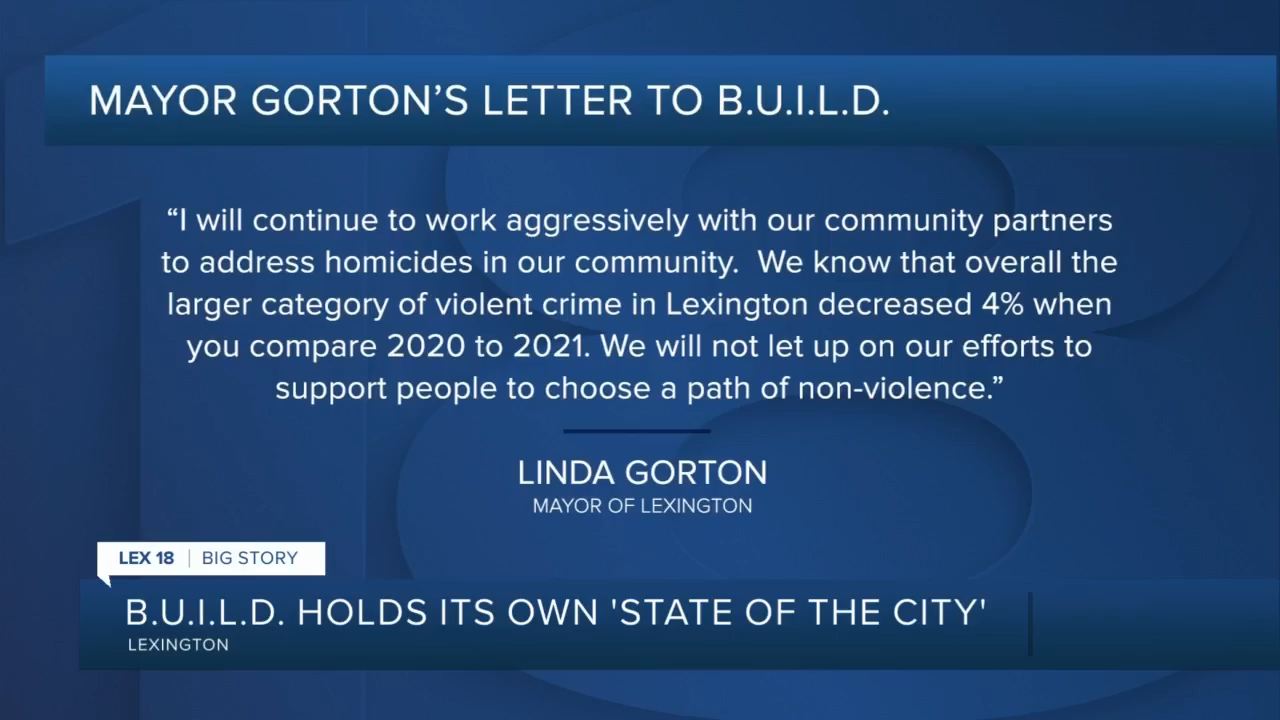 MAYOR GORTON’S LETTER TO B.U.I.L.D.
“I will continue to work aggressively with our community partners
to address homicides in our community.  We know that overall the
larger category of violent crime in Lexington decreased 4% when
you compare 2020 to 2021. We will not let up on our efforts to
support people to choose a path of non-violence.”
LINDA GORTON
MAYOR OF LEXINGTON
LEX 18 | BIG STORY
B.U.I.L.D. HOLDS ITS OWN 'STATE OF THE CITY'
LEXINGTON